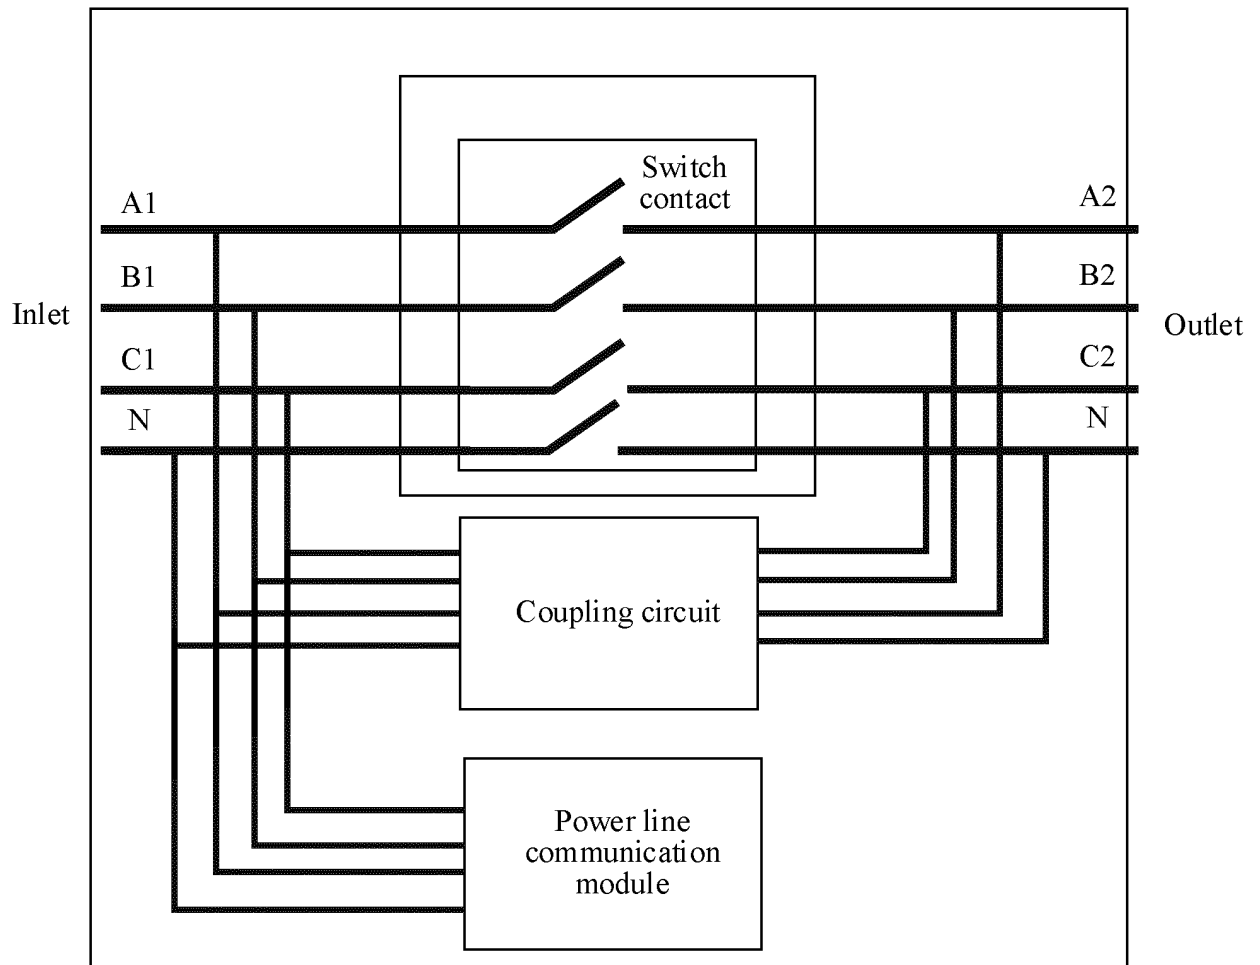 Switch
contact
A1
A2
B1
B2
Inlet
Outlet
C1
C2
N
N
Coupling circuit
Power line
communication
module